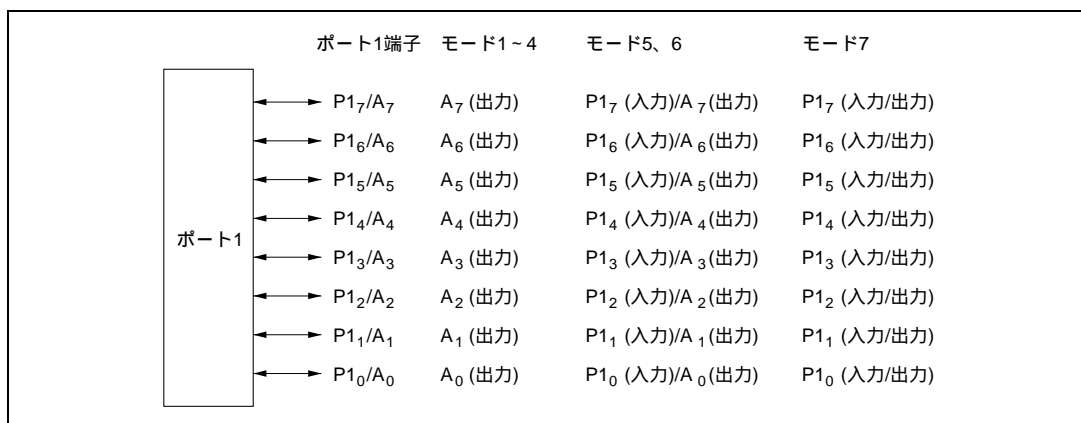 ポート1端子 モード1~4 モード5、6 モード7
P1₇/A₇ A₇ (出力) P1₇ (入力)/A₇(出力) P1₇ (入力/出力)
P1₆/A₆ A₆ (出力) P1₆ (入力)/A₆(出力) P1₆ (入力/出力)
P1₅/A₅ A₅ (出力) P1₅ (入力)/A₅(出力) P1₅ (入力/出力)
P1₄/A₄ A₄ (出力) P1₄ (入力)/A₄(出力) P1₄ (入力/出力)
ポート1
P1₃/A₃ A₃ (出力) P1₃ (入力)/A₃(出力) P1₃ (入力/出力)
P1₂/A₂ A₂ (出力) P1₂ (入力)/A₂(出力) P1₂ (入力/出力)
P1₁/A₁ A₁ (出力) P1₁ (入力)/A₁(出力) P1₁ (入力/出力)
P1₀/A₀ A₀ (出力) P1₀ (入力)/A₀(出力) P1₀ (入力/出力)